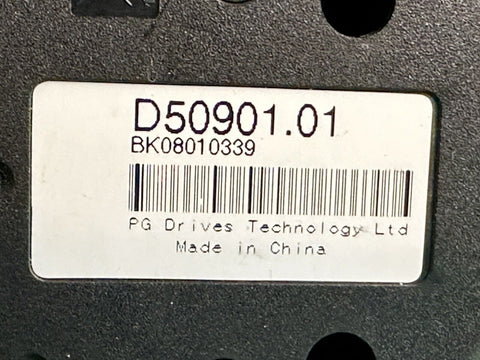 D50901.01
BK08010339
PG Drives Technology Ltd
Made in China